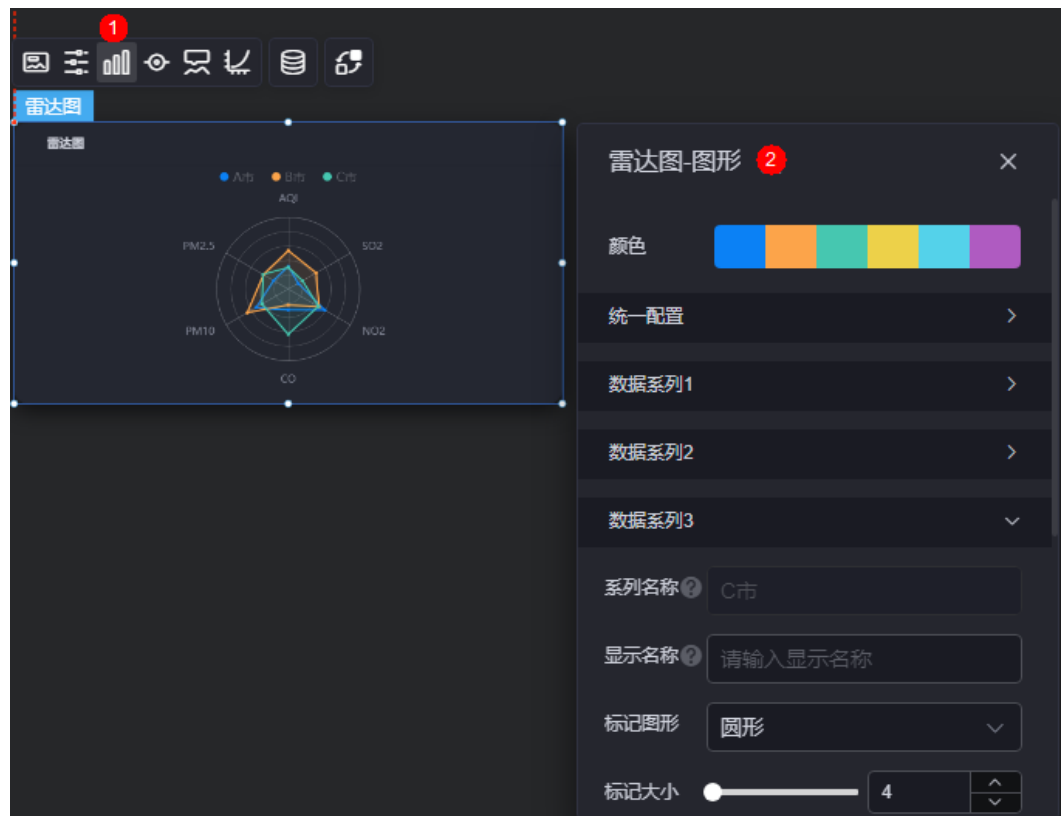 1
雷达图
雷达图
A市 B市 C市
AQI
PM2.5
SO2
PM10
NO2
CO
雷达图-图形 2
颜色
统一配置
数据系列1
数据系列2
数据系列3
系列名称 ? C市
显示名称 ? 请输入显示名称
标记图形 圆形
标记大小 4